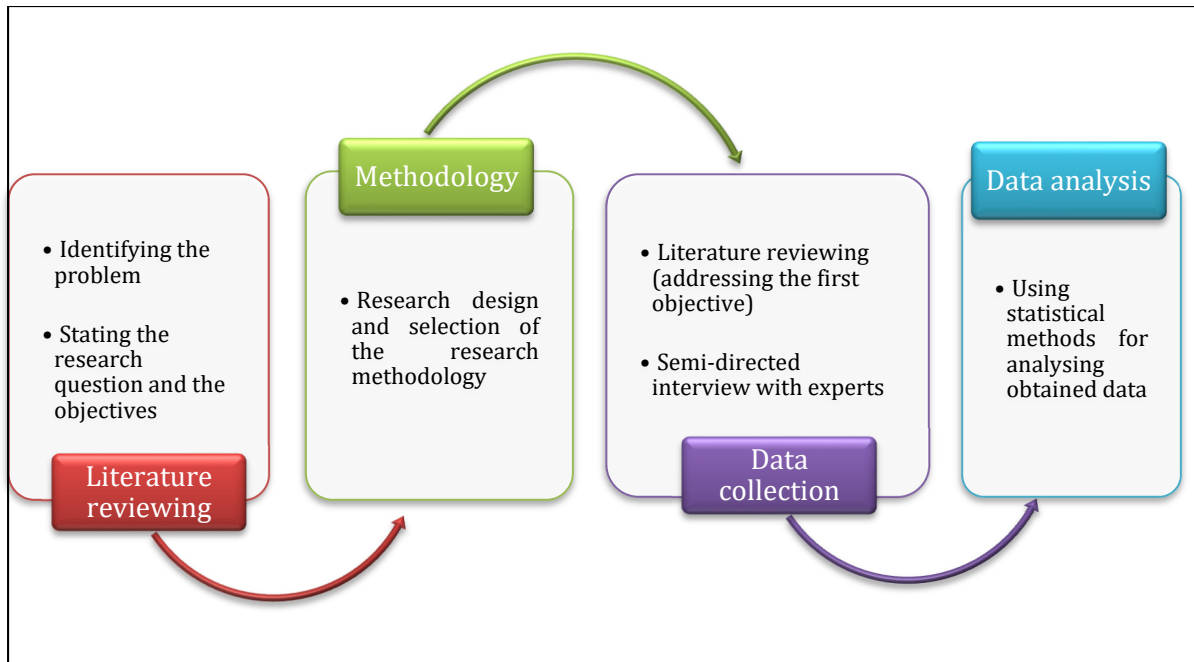 • Identifying the
problem
• Stating the
research
question and the
objectives
Literature
reviewing
Methodology
• Research design
and selection of
the research
methodology
• Literature reviewing
(addressing the first
objective)
• Semi-directed
interview with experts
Data
collection
Data analysis
• Using
statistical
methods for
analysing
obtained data